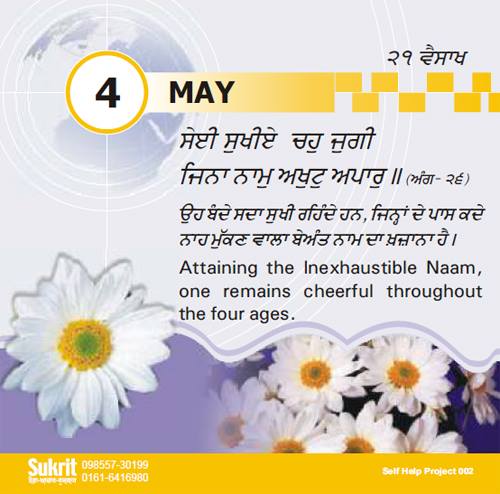 ੨੧ ਵੈਸਾਖ
4 MAY
ਸੇਈ ਸੁਖੀਏ ਚਹੁ ਜੁਗੀ
ਜਿਨਾ ਨਾਮੁ ਅਖੁਟੁ ਅਪਾਰੁ ॥ (ਅੰਗ- ੨੬)
ਉਹ ਬੰਦੇ ਸਦਾ ਸੁਖੀ ਰਹਿੰਦੇ ਹਨ, ਜਿਨ੍ਹਾਂ ਦੇ ਪਾਸ ਕਦੇ
ਨਾਹ ਮੁੱਕਣ ਵਾਲਾ ਬੇਅੰਤ ਨਾਮ ਦਾ ਖ਼ਜ਼ਾਨਾ ਹੈ।
Attaining the Inexhaustible Naam,
one remains cheerful throughout
the four ages.
Sukrit 098557-30199
0161-6416980
Self Help Project 002